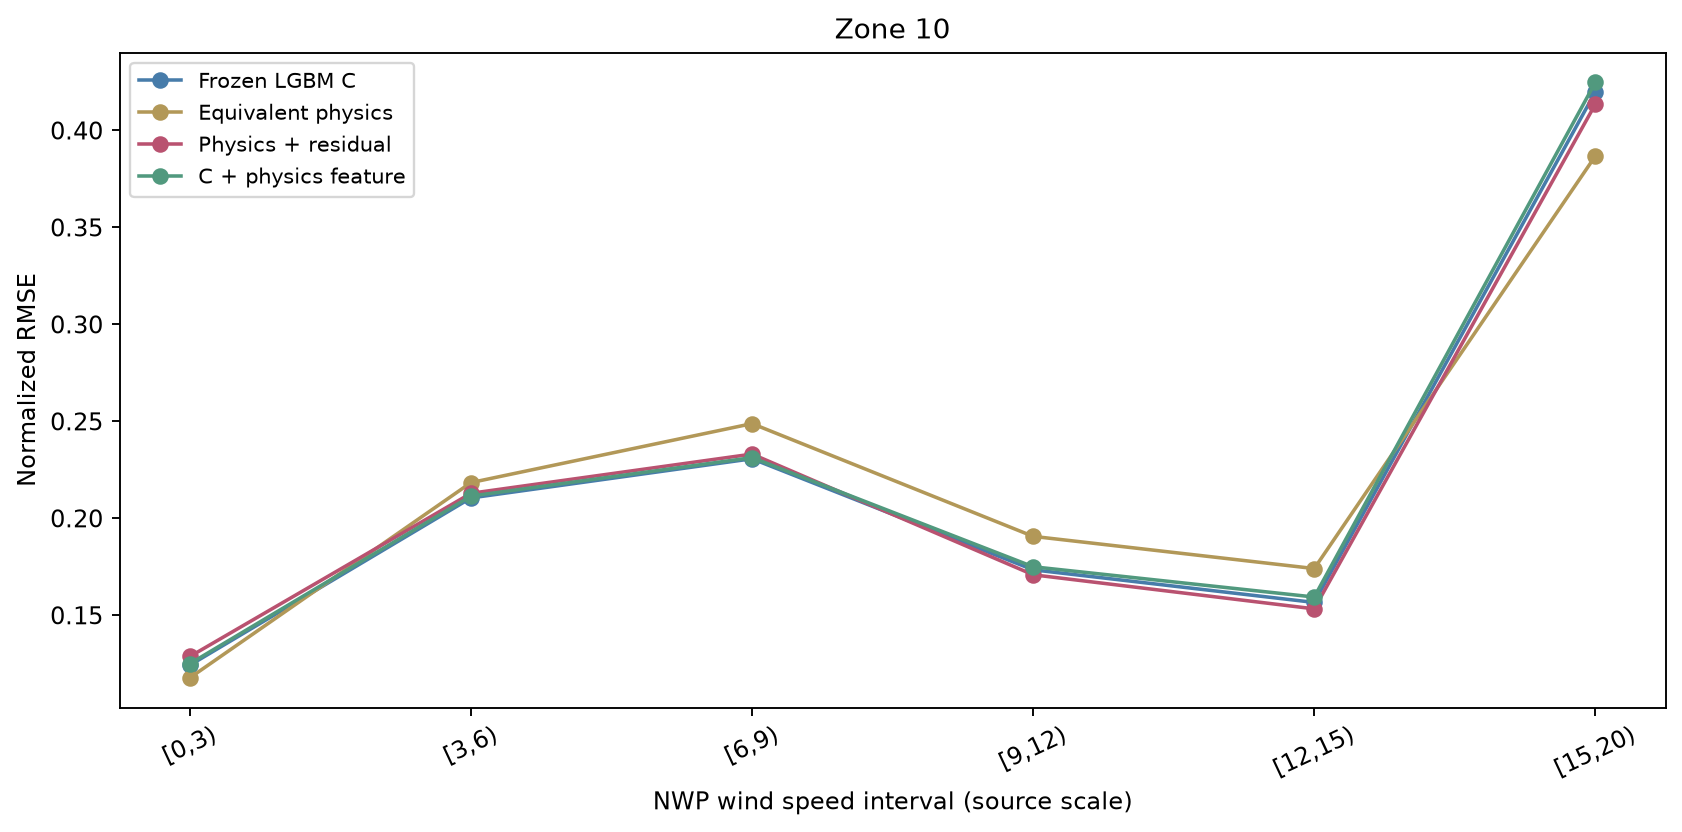 Zone 10
Frozen LGBM C
Equivalent physics
Physics + residual
C + physics feature
Normalized RMSE
0.40
0.35
0.30
0.25
0.20
0.15
[0,3)
[3,6)
[6,9)
[9,12)
[12,15)
[15,20)
NWP wind speed interval (source scale)